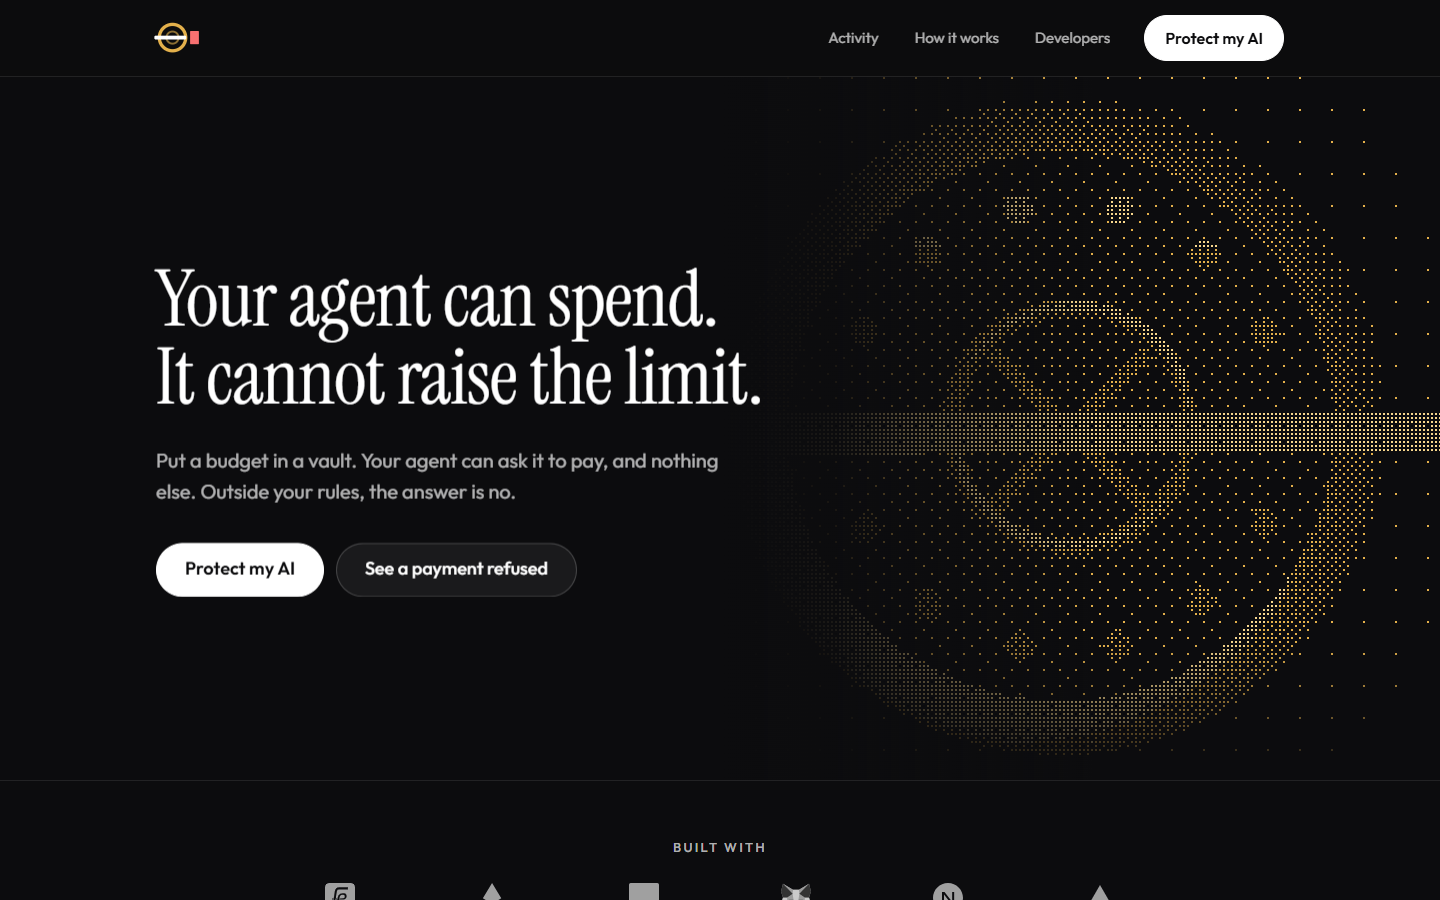 Activity
How it works
Developers
Protect my AI
Your agent can spend.
It cannot raise the limit.
Put a budget in a vault. Your agent can ask it to pay, and nothing
else. Outside your rules, the answer is no.
Protect my AI
See a payment refused
BUILT WITH
N